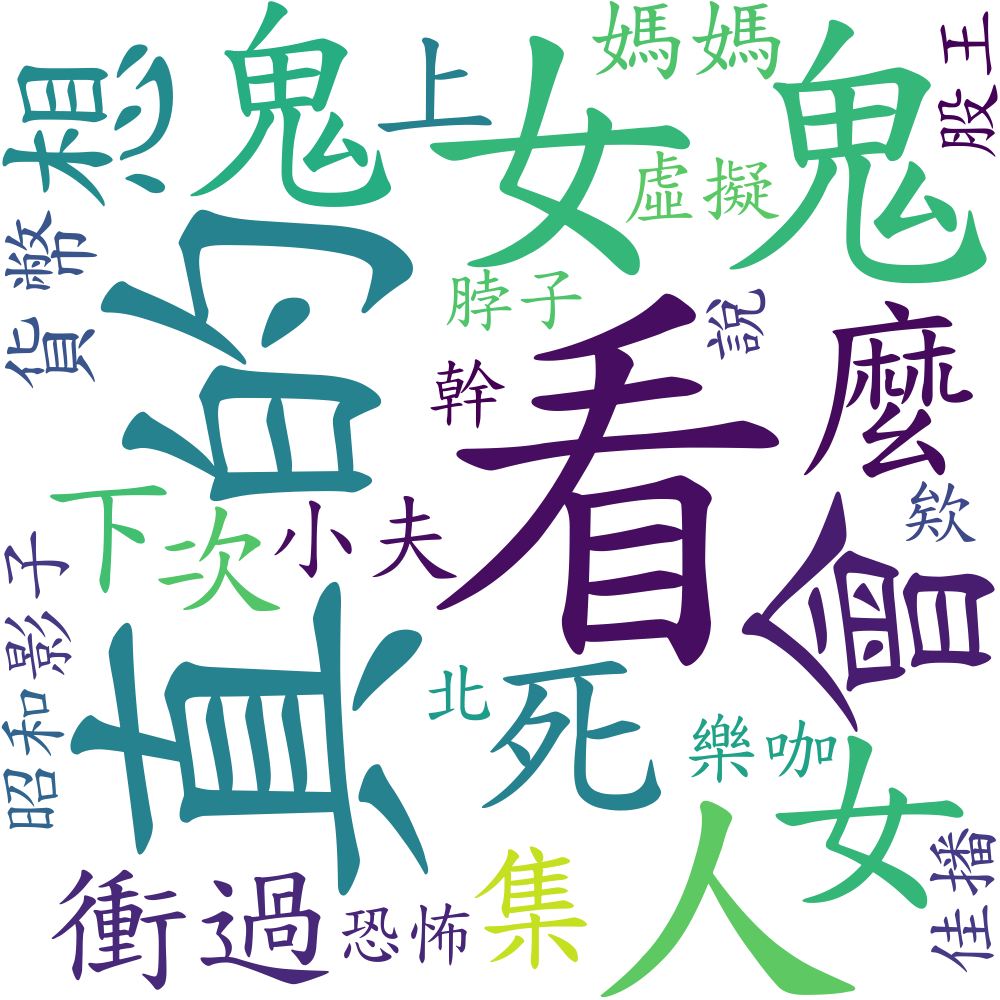 想
鬼
上
女
媽媽
鬼
股王
虛擬
貨幣
真的
脖子
說
看
麼
幹
欸
下次
小夫
會
昭和影子
北
死
樂咖
女
衝過
恐怖
集
人
佳播